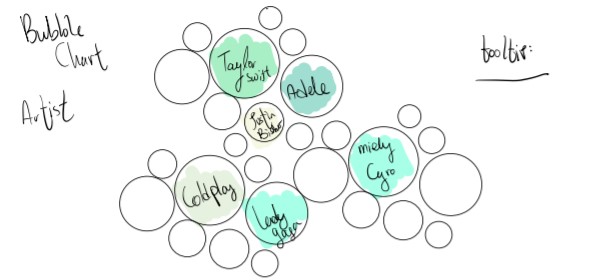 Bubble
Chart
Artist
Taylor
swift
Adele
Justin
Bieber
Coldplay
Lady
gaga
miely
Cyro
tooltip: